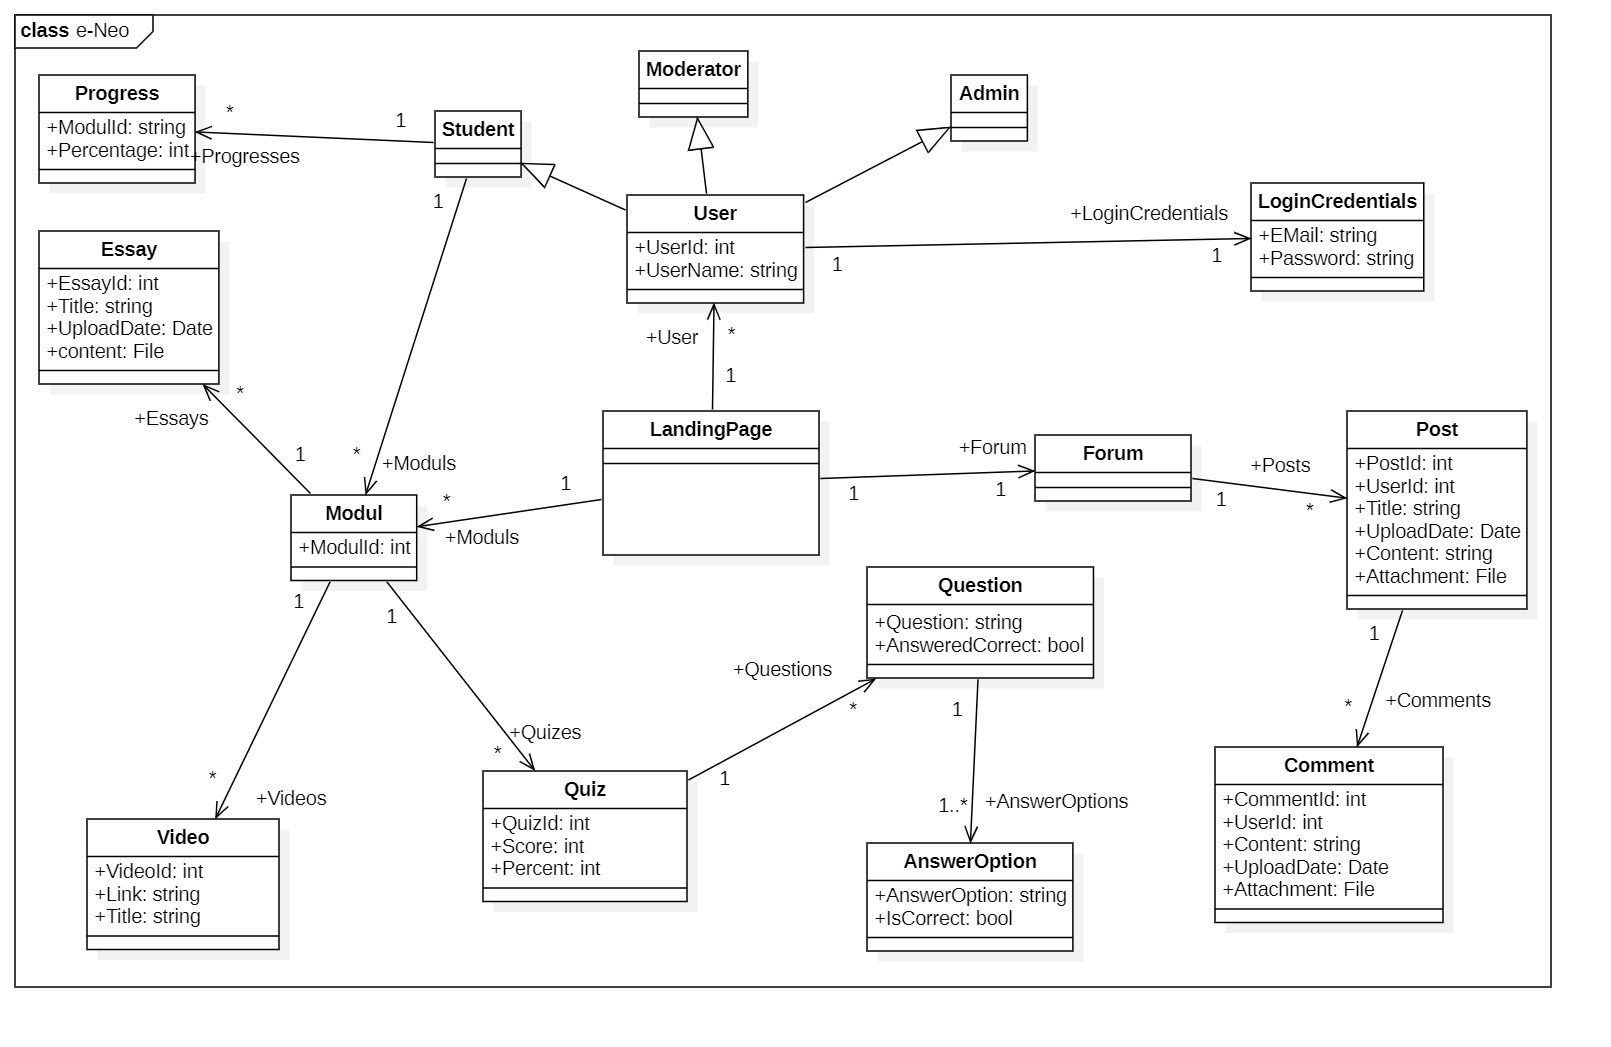 class e-Neo
Progress
+ModulId: string
+Percentage: int
*
1
+Progresses
Student
1
Moderator
Admin
User
+UserId: int
+UserName: string
+LoginCredentials
1
1
LoginCredentials
+EMail: string
+Password: string
Essay
+EssayId: int
+Title: string
+UploadDate: Date
+content: File
*
+Essays
1
*
+Moduls
+User
*
1
LandingPage
1
*
+Moduls
+Forum
1
1
Forum
+Posts
1
*
Post
+PostId: int
+UserId: int
+Title: string
+UploadDate: Date
+Content: string
+Attachment: File
Modul
+ModulId: int
1
1
Question
+Question: string
+AnsweredCorrect: bool
+Questions
*
1
1
*
+Comments
+Quizes
*
*
+Videos
1
1..*
+AnswerOptions
Video
+VideoId: int
+Link: string
+Title: string
Quiz
+QuizId: int
+Score: int
+Percent: int
AnswerOption
+AnswerOption: string
+IsCorrect: bool
Comment
+CommentId: int
+UserId: int
+Content: string
+UploadDate: Date
+Attachment: File